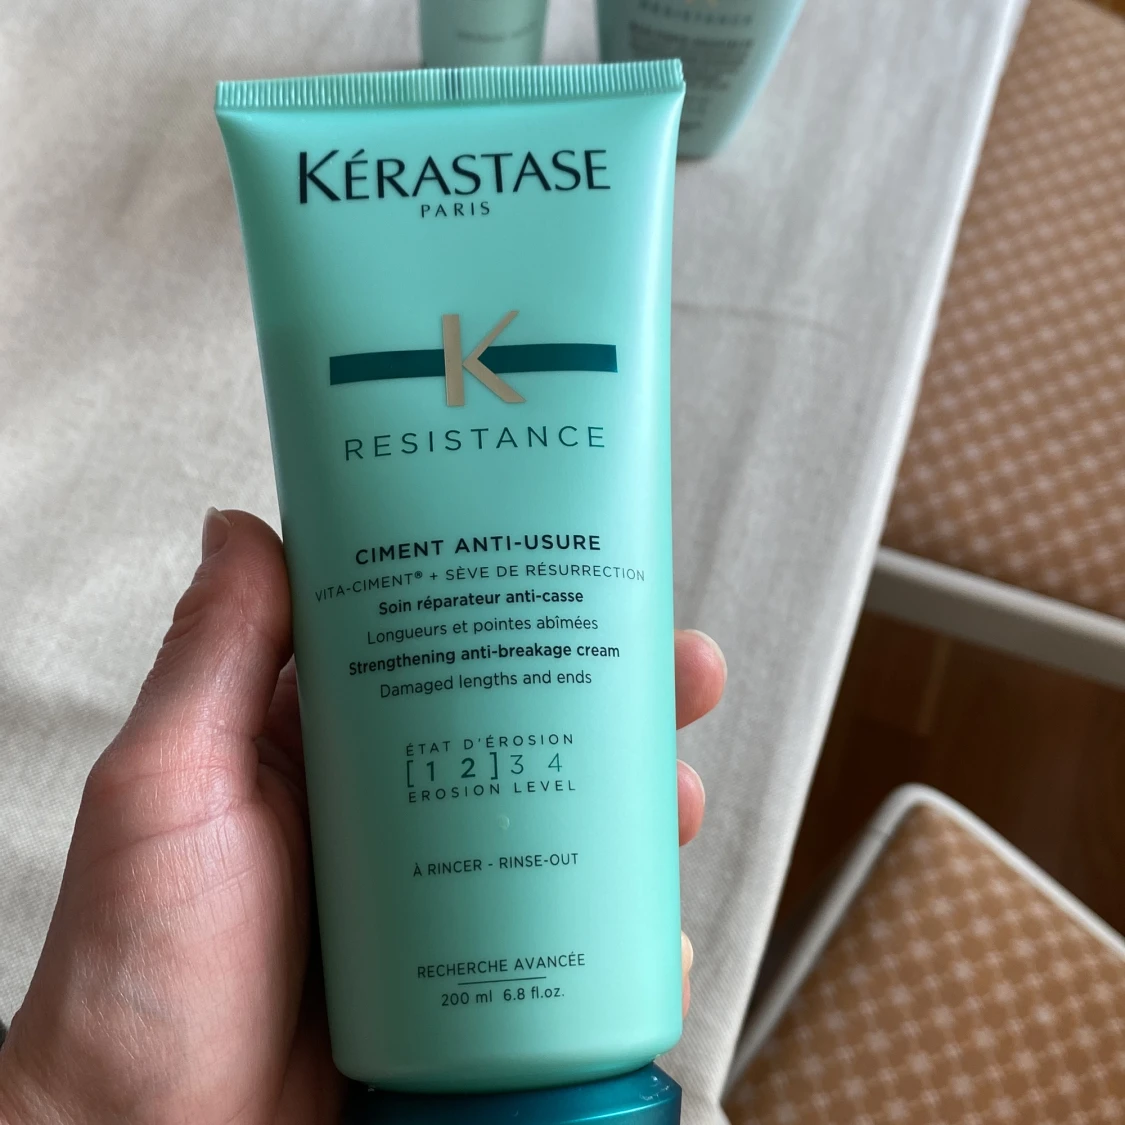 RESISTANCE
KÉRASTASE
PARIS
K
RESISTANCE
CIMENT ANTI-USURE
VITA-CIMENT® + SÈVE DE RÉSURRECTION
Soin réparateur anti-casse
Longueurs et pointes abîmées
Strengthening anti-breakage cream
Damaged lengths and ends
ÉTAT D'ÉROSION
[1 2] 3 4
EROSION LEVEL
À RINCER - RINSE-OUT
RECHERCHE AVANCÉE
200 ml 6.8 fl.oz.